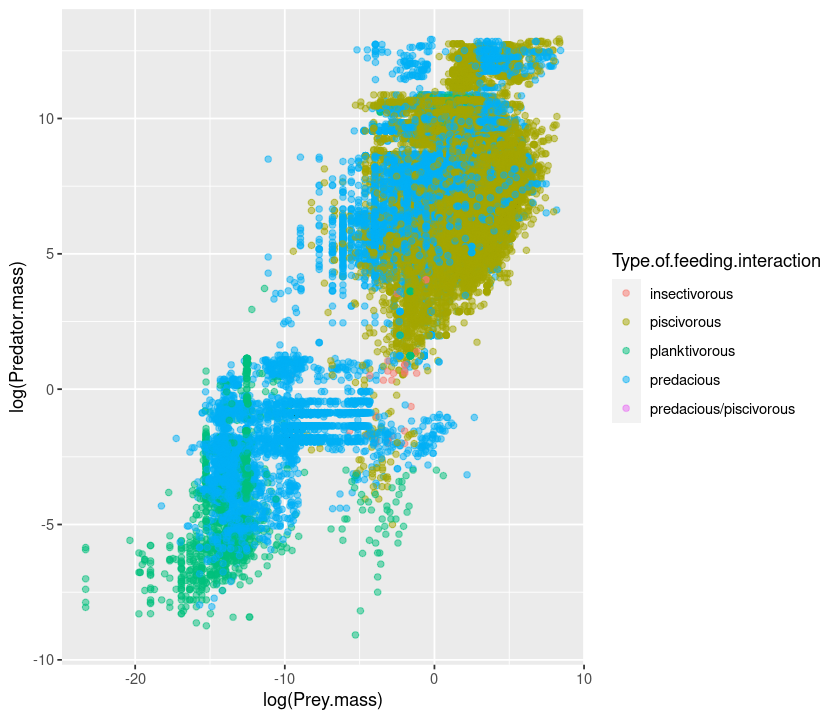 10
5
0
-5
-10
-20
-10
0
10
log(Prey.mass)
log(Predator.mass)
Type.of.feeding.interaction
insectivorous
piscivorous
planktivorous
predacious
predacious/piscivorous